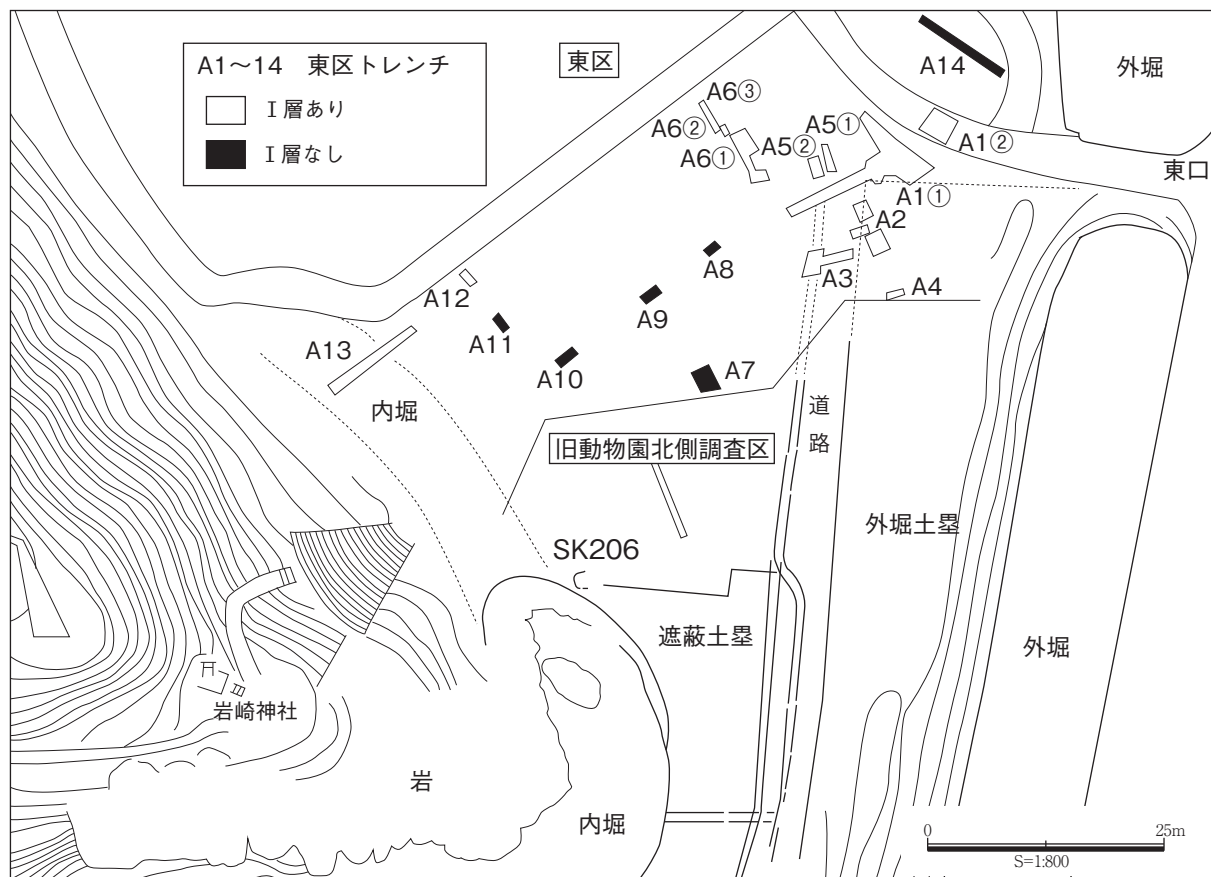 A1～14　東区トレンチ
Ⅰ層あり
Ⅰ層なし
東区
A14
外堀
A6③
A6②
A6①
A5①
A5②
A1②
東口
A1①
A2
A8
A3
A4
A12
A9
A11
A13
A10
A7
内堀
道路
旧動物園北側調査区
外堀土塁
SK206
遮蔽土塁
外堀
岩崎神社
岩
内堀
0
25m
S=1:800